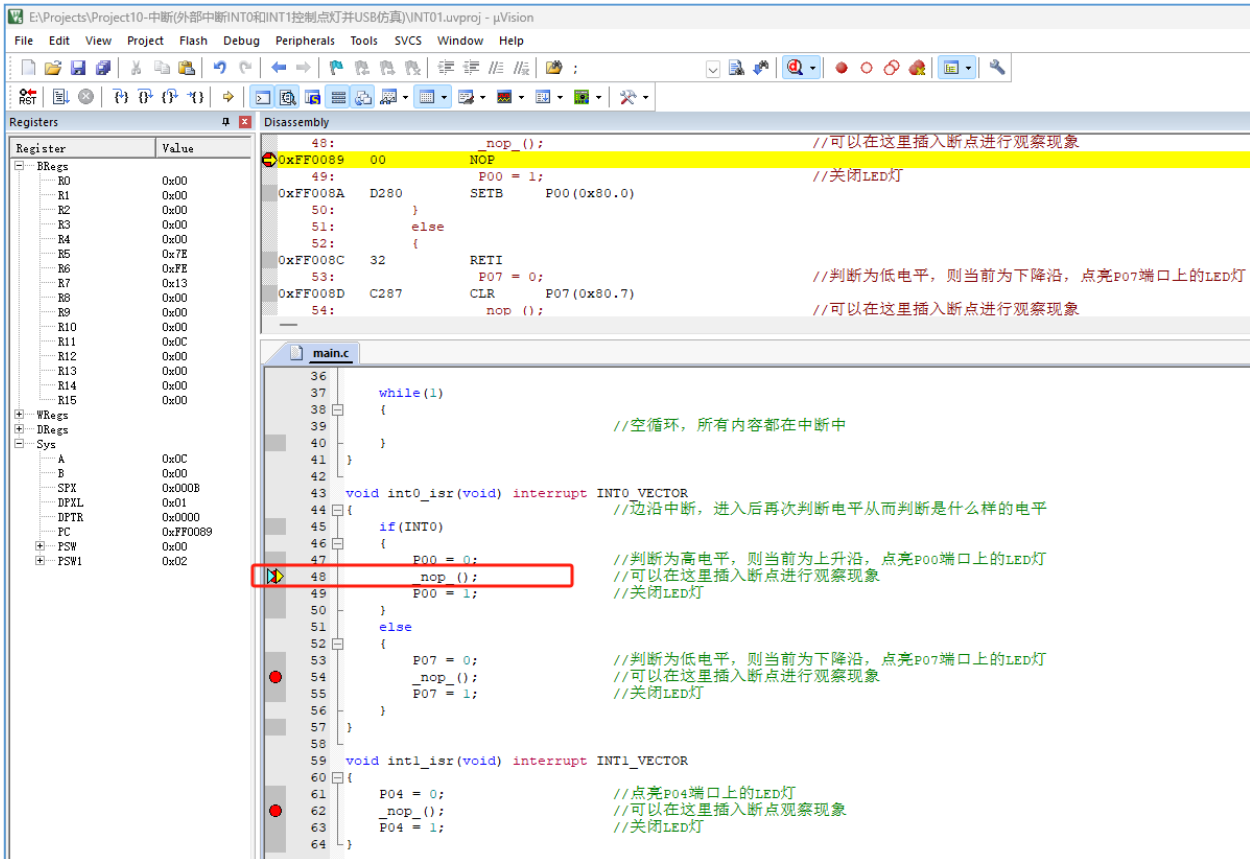 E:\Projects\Project10-中断(外部中断INT0和INT1控制点灯并USB仿真)\INT01.uvproj - µVision
File Edit View Project Flash Debug Peripherals Tools SVCS Window Help
RST
Registers
Register Value
BRegs
R0 0x00
R1 0x00
R2 0x00
R3 0x00
R4 0x00
R5 0x7E
R6 0xFE
R7 0x13
R8 0x00
R9 0x00
R10 0x00
R11 0x0C
R12 0x00
R13 0x00
R14 0x00
R15 0x00
WRegs
DRegs
Sys
A 0x0C
B 0x00
SPX 0x000B
DPXL 0x01
DPTR 0x0000
PC 0xFF0089
PSW 0x00
PSW1 0x02
Disassembly
48: _nop_(); //可以在这里插入断点进行观察现象
0xFF0089 00 NOP
49: P00 = 1; //关闭LED灯
0xFF008A D280 SETB P00(0x80.0)
50: }
51: else
52: {
0xFF008C 32 RETI
53: P07 = 0; //判断为低电平，则当前为下降沿，点亮P07端口上的LED灯
0xFF008D C287 CLR P07(0x80.7)
54: _nop_(); //可以在这里插入断点进行观察现象
main.c
36
37 while(1)
38 {
39 //空循环，所有内容都在中断中
40 }
41 }
42
43 void int0_isr(void) interrupt INT0_VECTOR
44 { //边沿中断，进入后再次判断电平从而判断是什么样的电平
45 if(INT0)
46 {
47 P00 = 0; //判断为高电平，则当前为上升沿，点亮P00端口上的LED灯
48 _nop_(); //可以在这里插入断点进行观察现象
49 P00 = 1; //关闭LED灯
50 }
51 else
52 {
53 P07 = 0; //判断为低电平，则当前为下降沿，点亮P07端口上的LED灯
54 _nop_(); //可以在这里插入断点进行观察现象
55 P07 = 1; //关闭LED灯
56 }
57 }
58
59 void int1_isr(void) interrupt INT1_VECTOR
60 {
61 P04 = 0; //点亮P04端口上的LED灯
62 _nop_(); //可以在这里插入断点观察现象
63 P04 = 1; //关闭LED灯
64 }